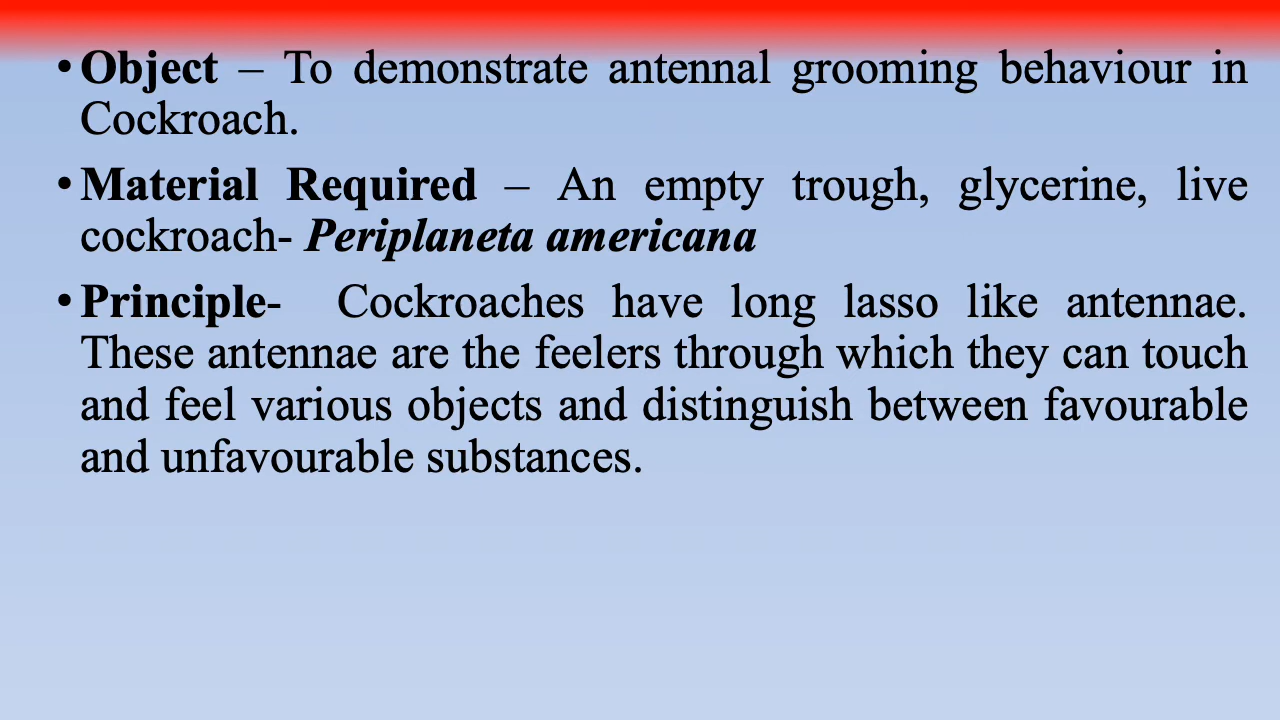 • Object – To demonstrate antennal grooming behaviour in
Cockroach.
• Material Required – An empty trough, glycerine, live
cockroach- Periplaneta americana
• Principle- Cockroaches have long lasso like antennae.
These antennae are the feelers through which they can touch
and feel various objects and distinguish between favourable
and unfavourable substances.